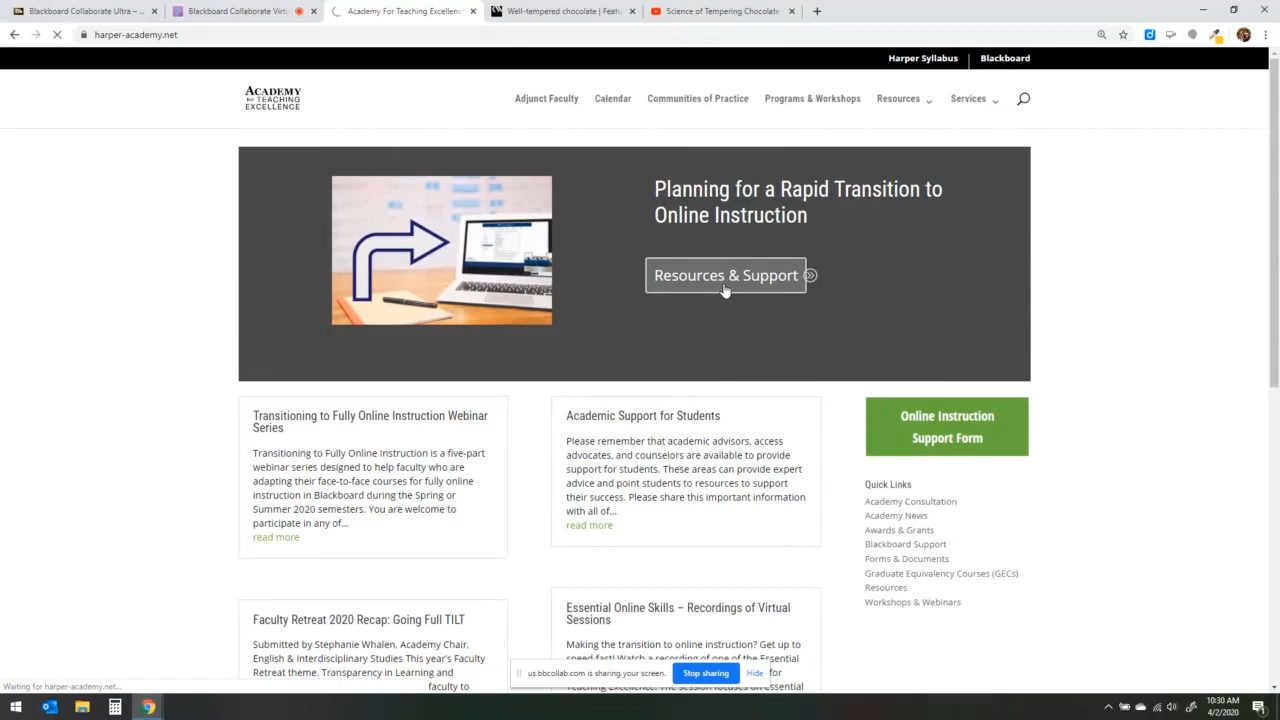 Blackboard Collaborate Ultra –
Blackboard Collaborate Virtu
Academy For Teaching Excellence
Well-tempered chocolate | Featu
Science of Tempering Chocolate
harper-academy.net
Harper Syllabus
Blackboard
ACADEMY
for TEACHING
EXCELLENCE
Adjunct Faculty
Calendar
Communities of Practice
Programs & Workshops
Resources
Services
Planning for a Rapid Transition to
Online Instruction
Resources & Support
Transitioning to Fully Online Instruction Webinar
Series
Transitioning to Fully Online Instruction is a five-part
webinar series designed to help faculty who are
adapting their face-to-face courses for fully online
instruction in Blackboard during the Spring or
Summer 2020 semesters. You are welcome to
participate in any of...
read more
Academic Support for Students
Please remember that academic advisors, access
advocates, and counselors are available to provide
support for students. These areas can provide expert
advice and point students to resources to support
their success. Please share this important information
with all of...
read more
Online Instruction
Support Form
Quick Links
Academy Consultation
Academy News
Awards & Grants
Blackboard Support
Forms & Documents
Graduate Equivalency Courses (GECs)
Resources
Workshops & Webinars
Faculty Retreat 2020 Recap: Going Full TILT
Submitted by Stephanie Whalen, Academy Chair,
English & Interdisciplinary Studies This year's Faculty
Retreat theme, Transparency in Learning and
faculty to
Essential Online Skills – Recordings of Virtual
Sessions
Making the transition to online instruction? Get up to
speed fast! Watch a recording of one of the Essential
for
Teaching Excellence. The session focuses on essential
us.bbcollab.com is sharing your screen.
Stop sharing
Hide
Waiting for harper-academy.net...
10:30 AM
4/2/2020